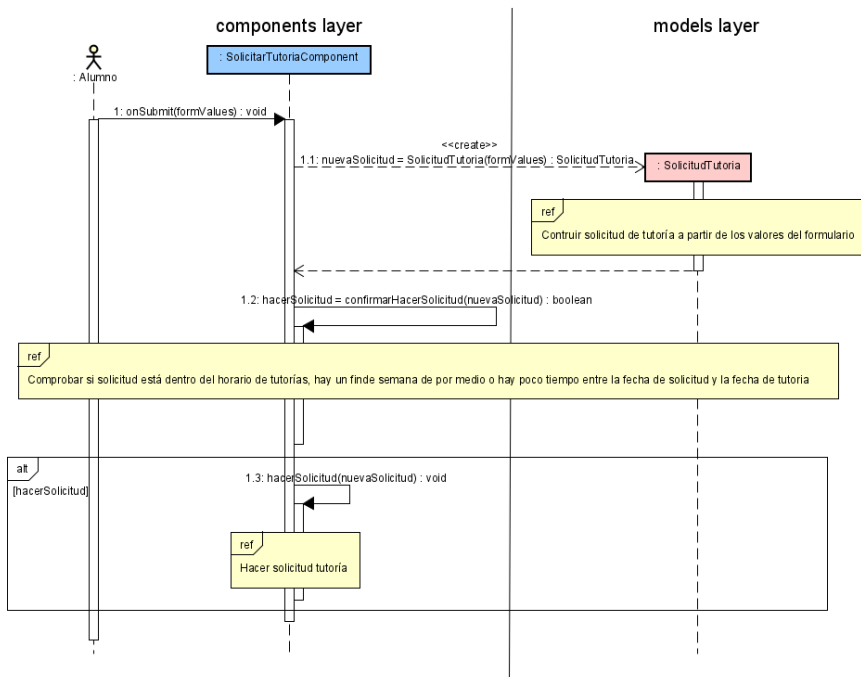 components layer
models layer
: Alumno
: SolicitarTutoriaComponent
1: onSubmit(formValues) : void
<<create>>
1.1: nuevaSolicitud = SolicitudTutoria(formValues) : SolicitudTutoria
: SolicitudTutoria
ref
Contruir solicitud de tutoría a partir de los valores del formulario
1.2: hacerSolicitud = confirmarHacerSolicitud(nuevaSolicitud) : boolean
ref
Comprobar si solicitud está dentro del horario de tutorías, hay un finde semana de por medio o hay poco tiempo entre la fecha de solicitud y la fecha de tutoria
alt
[hacerSolicitud]
1.3: hacerSolicitud(nuevaSolicitud) : void
ref
Hacer solicitud tutoría